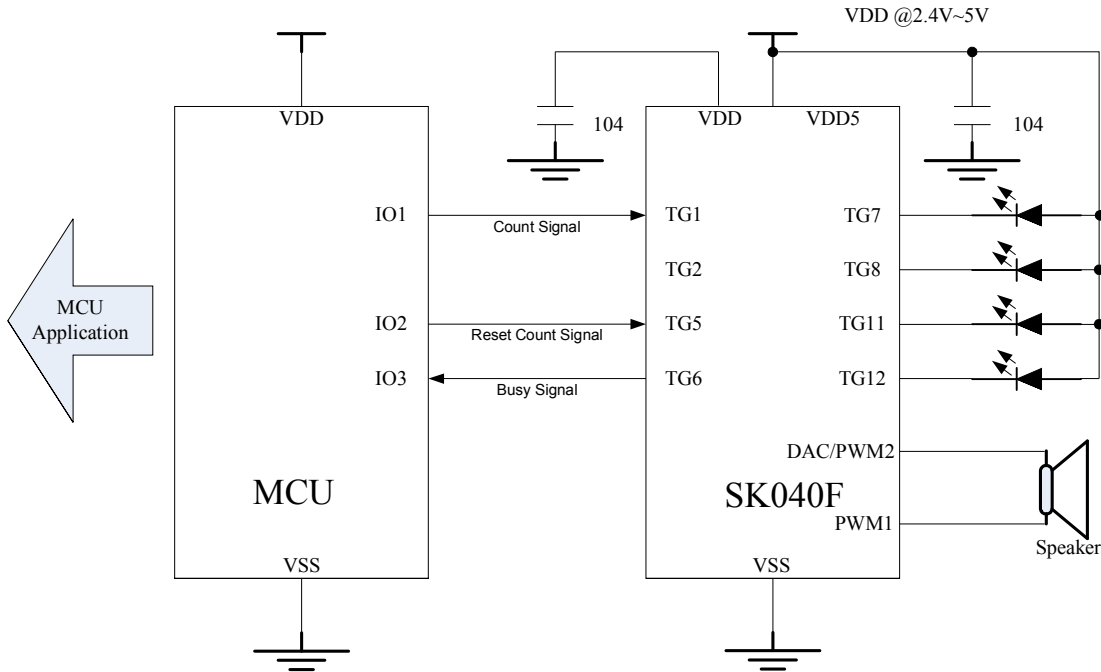 VDD @2.4V~5V
VDD
104
VDD
VDD5
104
IO1
Count Signal
TG1
TG7
TG2
TG8
MCU
Application
IO2
Reset Count Signal
TG5
TG11
IO3
Busy Signal
TG6
TG12
DAC/PWM2
MCU
SK040F
PWM1
Speaker
VSS
VSS